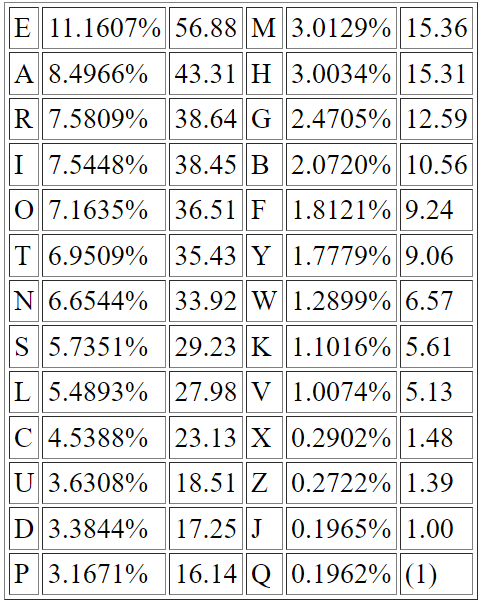 E 11.1607% 56.88 M 3.0129% 15.36
A 8.4966% 43.31 H 3.0034% 15.31
R 7.5809% 38.64 G 2.4705% 12.59
I 7.5448% 38.45 B 2.0720% 10.56
O 7.1635% 36.51 F 1.8121% 9.24
T 6.9509% 35.43 Y 1.7779% 9.06
N 6.6544% 33.92 W 1.2899% 6.57
S 5.7351% 29.23 K 1.1016% 5.61
L 5.4893% 27.98 V 1.0074% 5.13
C 4.5388% 23.13 X 0.2902% 1.48
U 3.6308% 18.51 Z 0.2722% 1.39
D 3.3844% 17.25 J 0.1965% 1.00
P 3.1671% 16.14 Q 0.1962% (1)